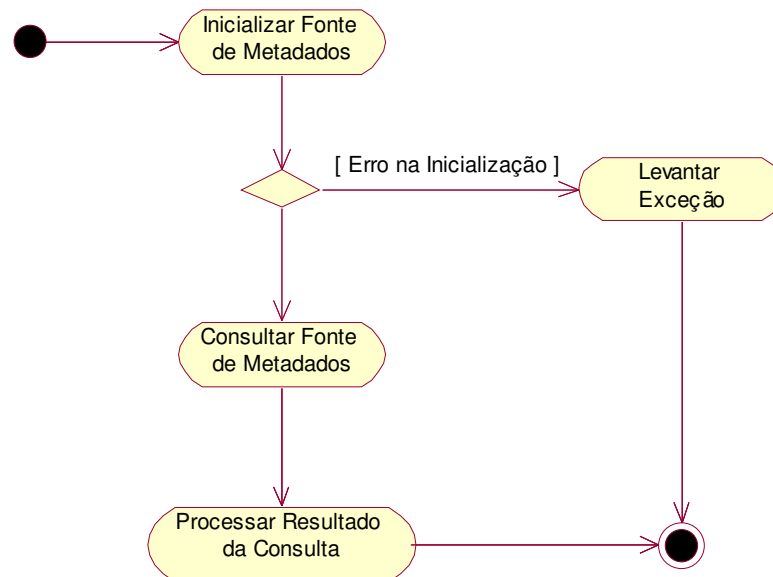 Inicializar Fonte
de Metadados
[ Erro na Inicialização ]
Levantar
Exceção
Consultar Fonte
de Metadados
Processar Resultado
da Consulta